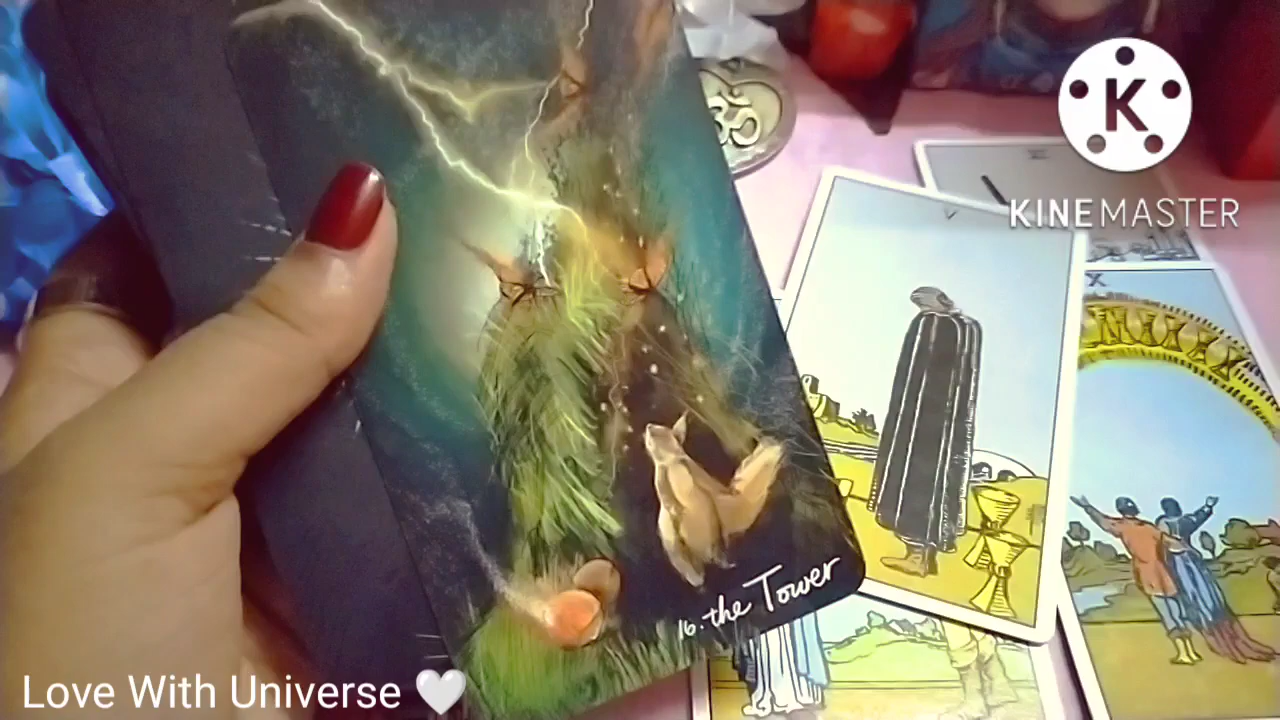 K
KINEMASTER
V
X
16. the Tower
Love With Universe 🤍